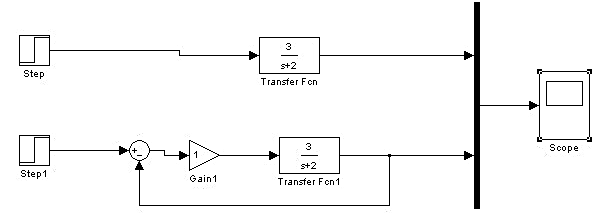 Step
3
s+2
Transfer Fcn
Scope
Step1
+
−
1
Gain1
3
s+2
Transfer Fcn1